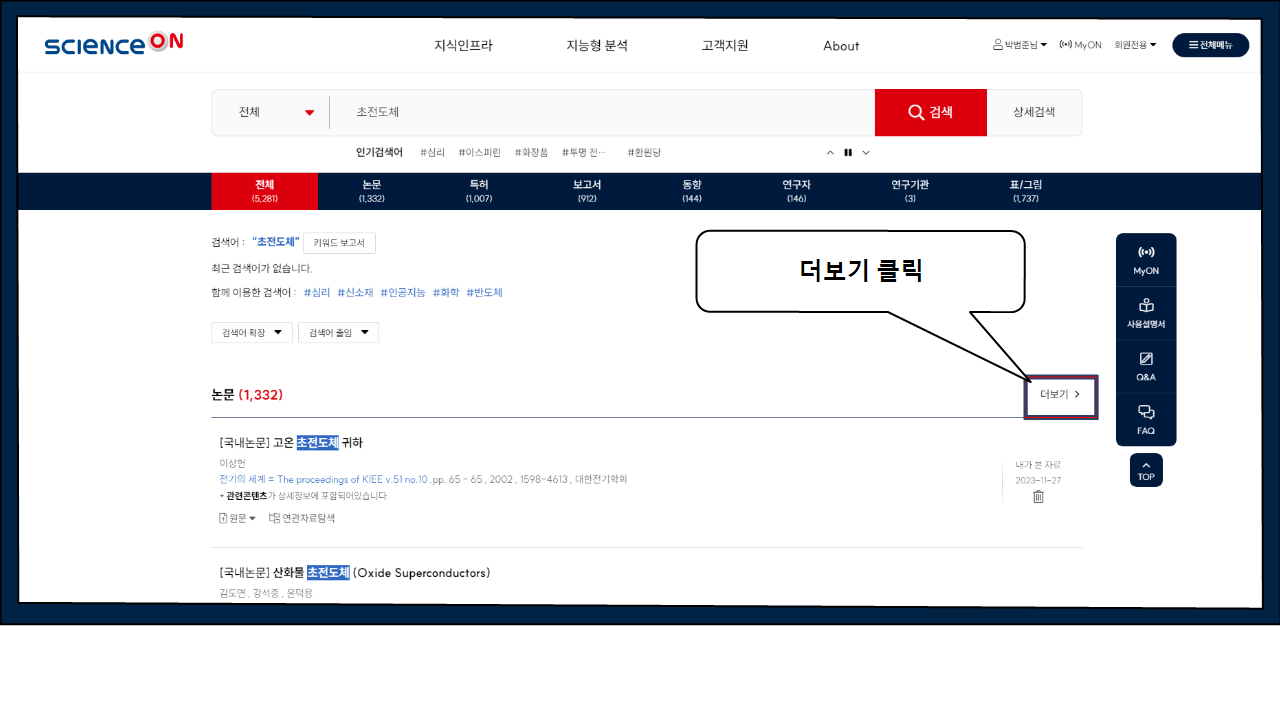 SCIENCE ON
지식인프라 지능형 분석 고객지원 About 박범준님 MyON 회원전용 전체메뉴
전체 초전도체 검색 상세검색
인기검색어 #심리 #아스피린 #화장품 #투명 전… #환원당
전체 논문 특허 보고서 동향 연구자 연구기관 표/그림
(5,281) (1,332) (1,007) (912) (144) (146) (3) (1,737)
검색어 : “초전도체” 키워드 보고서
최근 검색어가 없습니다.
함께 이용한 검색어 : #심리 #신소재 #인공지능 #화학 #반도체
검색어 확장 검색어 줄임
더보기 클릭
MyON
사용설명서
Q&A
FAQ
TOP
논문 (1,332) 더보기 >
[국내논문] 고온 초전도체 귀하
이상헌
전기의 세계 = The proceedings of KIEE v.51 no.10 ,pp. 65 - 65 , 2002 , 1598-4613 , 대한전기학회
+ 관련콘텐츠가 상세정보에 포함되어있습니다.
원문 연관자료탐색
내가 본 자료
2023-11-27
[국내논문] 산화물 초전도체 (Oxide Superconductors)
김도연 , 강석중 , 윤덕용